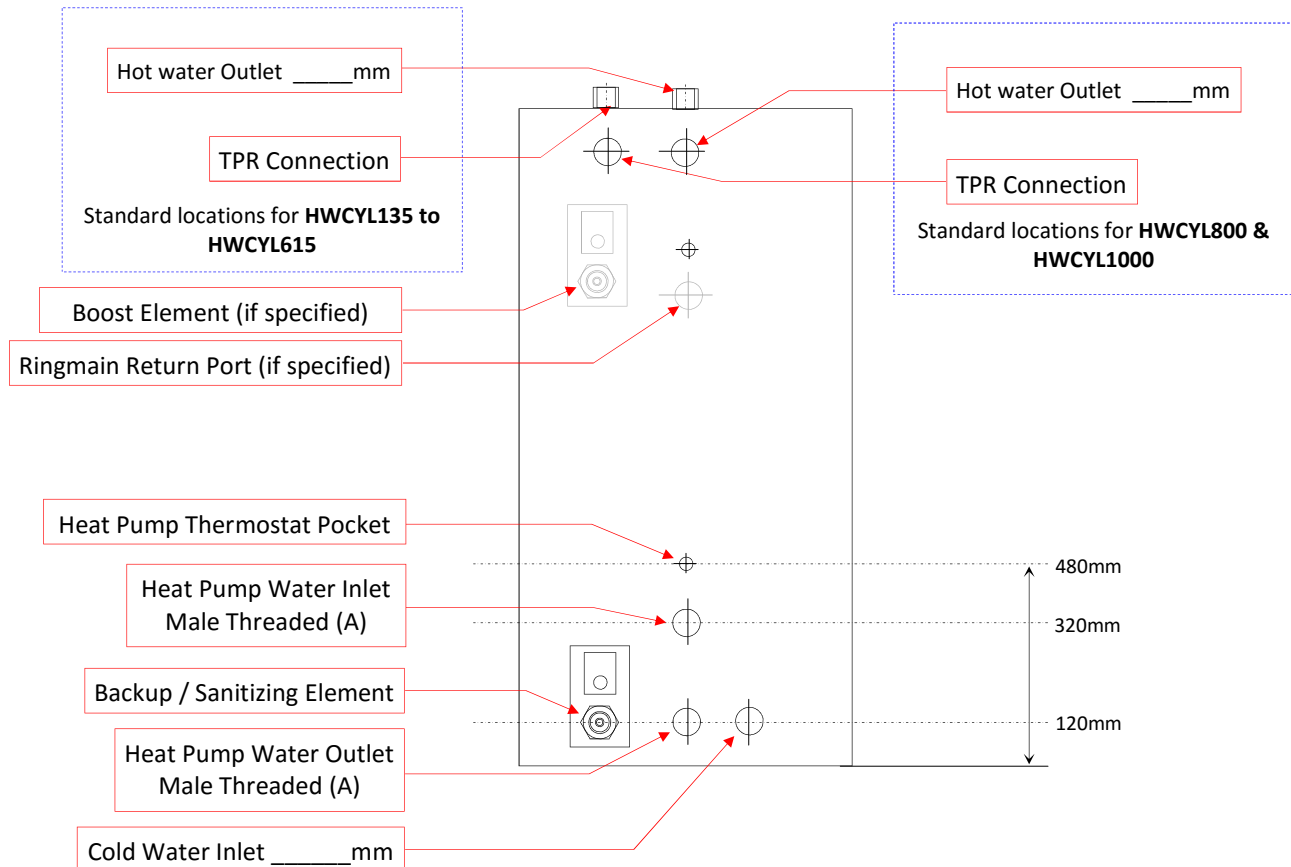 Hot water Outlet _____mm
TPR Connection
Standard locations for HWCYL135 to
HWCYL615
Hot water Outlet _____mm
TPR Connection
Standard locations for HWCYL800 &
HWCYL1000
Boost Element (if specified)
Ringmain Return Port (if specified)
Heat Pump Thermostat Pocket
480mm
Heat Pump Water Inlet
Male Threaded (A)
320mm
Backup / Sanitizing Element
120mm
Heat Pump Water Outlet
Male Threaded (A)
Cold Water Inlet ______mm